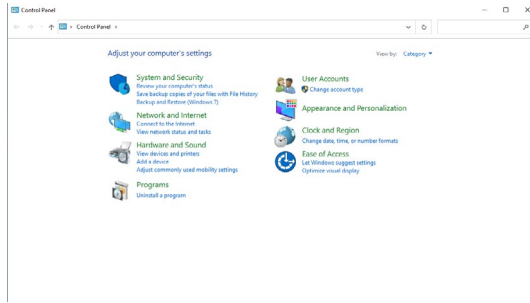 Control Panel
Control Panel
Adjust your computer's settings
View by: Category
System and Security
Review your computer's status
Save backup copies of your files with File History
Backup and Restore (Windows 7)
Network and Internet
Connect to the Internet
View network status and tasks
Hardware and Sound
View devices and printers
Add a device
Adjust commonly used mobility settings
Programs
Uninstall a program
User Accounts
Change account type
Appearance and Personalization
Clock and Region
Change date, time, or number formats
Ease of Access
Let Windows suggest settings
Optimize visual display